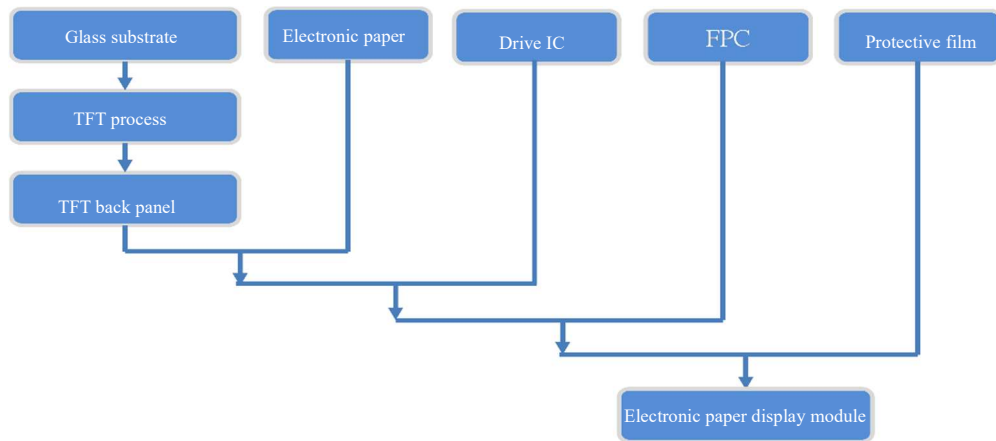 Glass substrate
Electronic paper
Drive IC
FPC
Protective film
TFT process
TFT back panel
Electronic paper display module